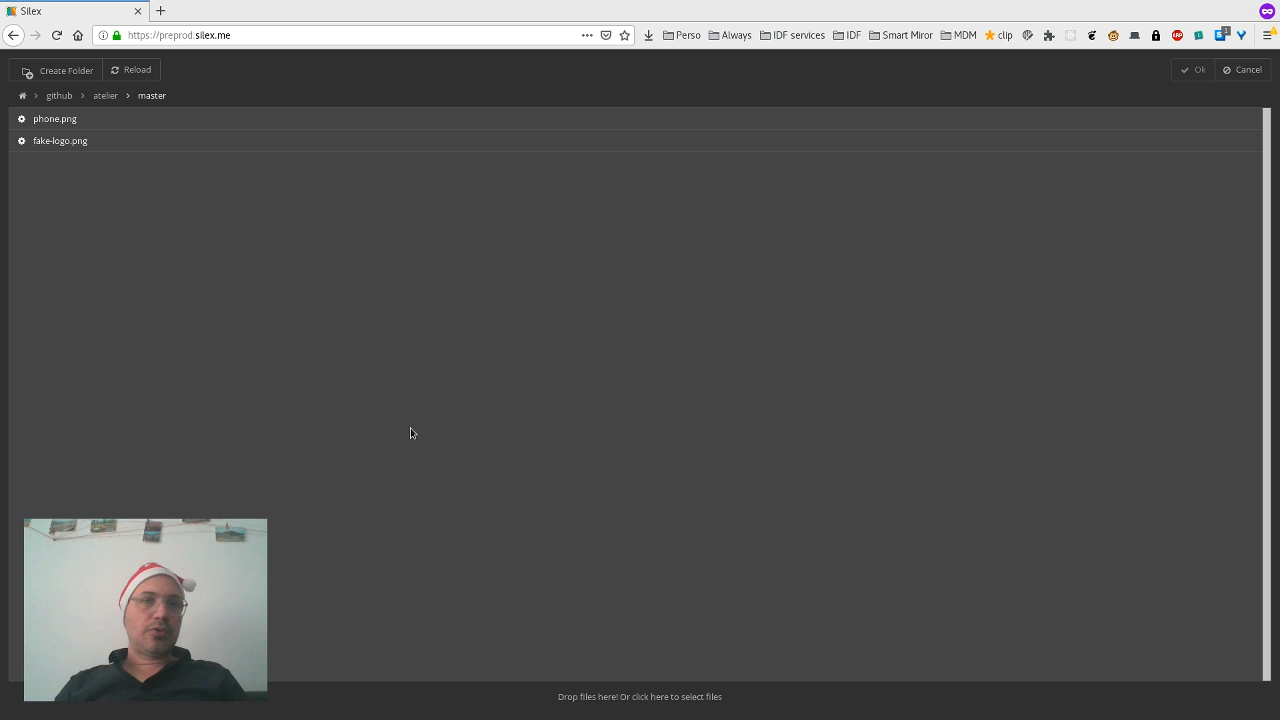 Silex
https://preprod.silex.me
Perso
Always
IDF services
IDF
Smart Miror
MDM
clip
Create Folder
Reload
Ok
Cancel
github
atelier
master
phone.png
fake-logo.png
Drop files here! Or click here to select files